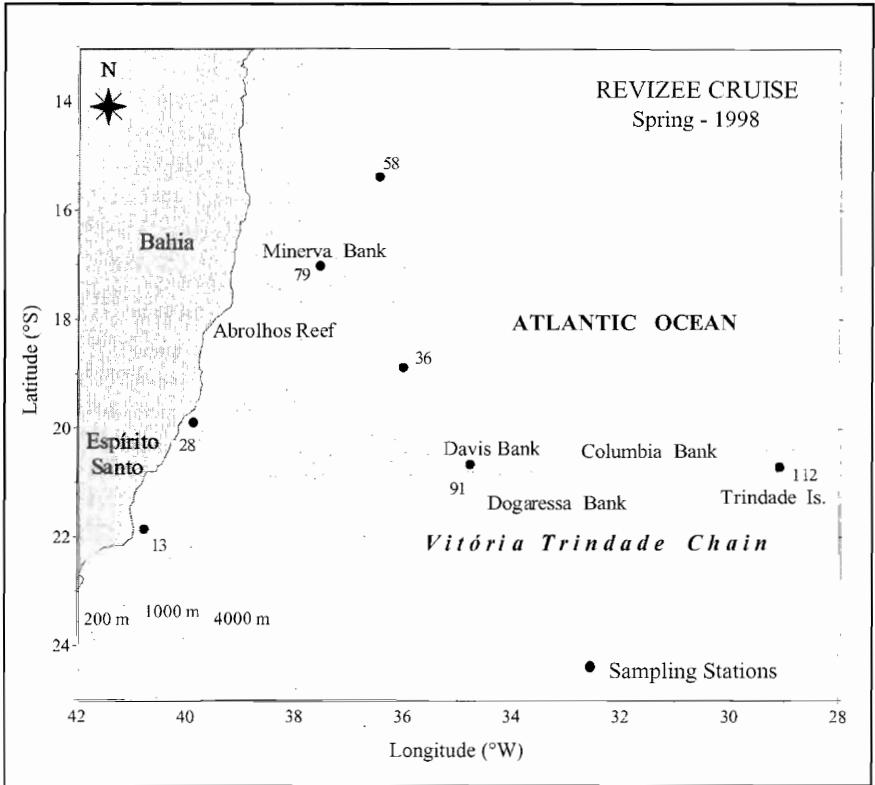 N
REVIZEE CRUISE
Spring - 1998
14
58
16
Bahia
Minerva Bank
79
18
Abrolhos Reef
ATLANTIC OCEAN
36
Latitude (°S)
20
28
Espírito
Santo
Davis Bank
Columbia Bank
91
112
Dogaressa Bank
Trindade Is.
22
13
Vitória Trindade Chain
200 m 1000 m 4000 m
24
Sampling Stations
42 40 38 36 34 32 30 28
Longitude (°W)